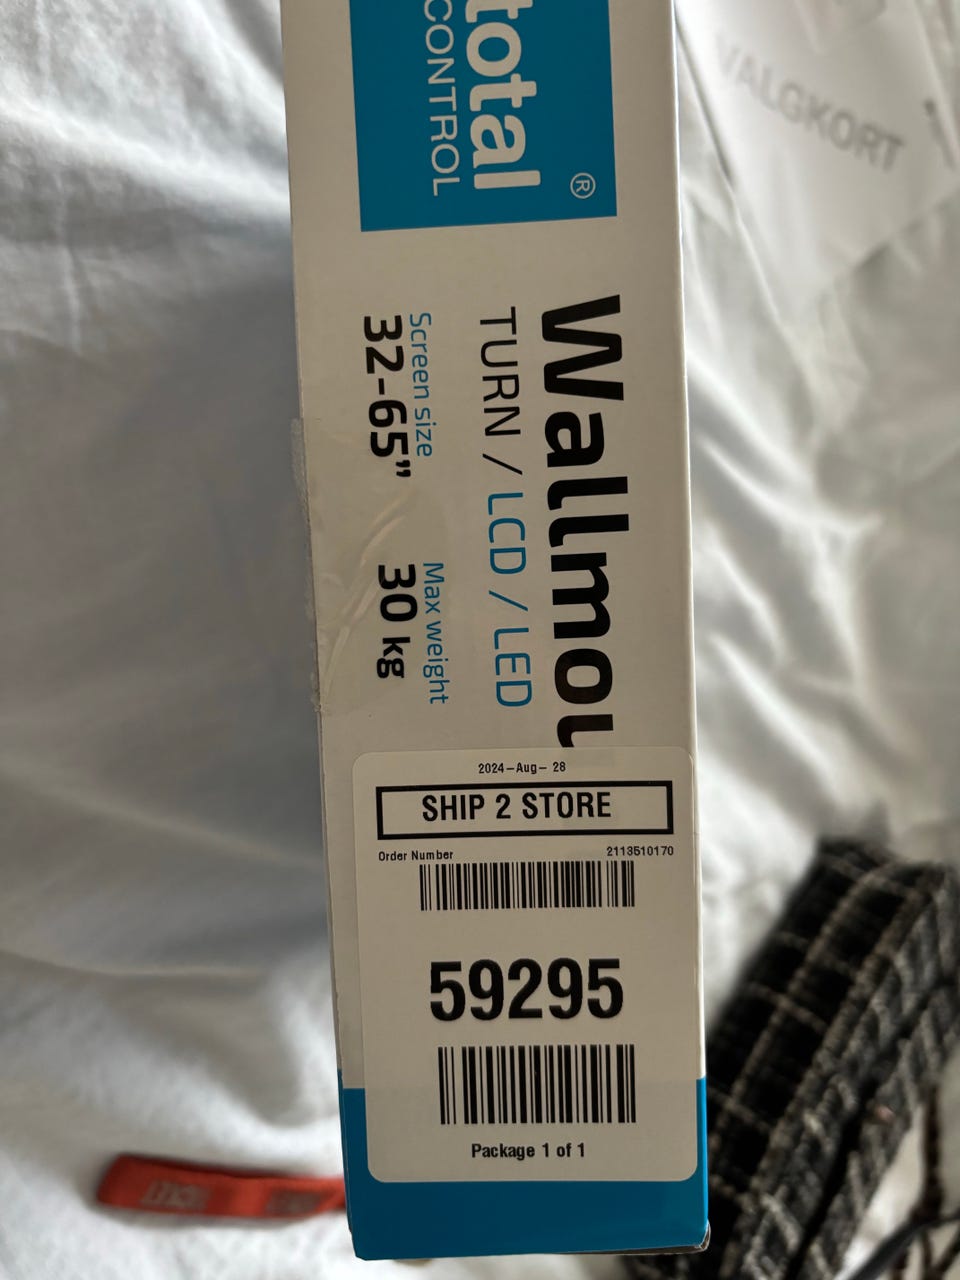 total
CONTROL
®
Wallmou
TURN / LCD / LED
Screen size
32-65”
Max weight
30 kg
2024-Aug- 28
SHIP 2 STORE
Order Number 2113510170
59295
Package 1 of 1
VALGKORT